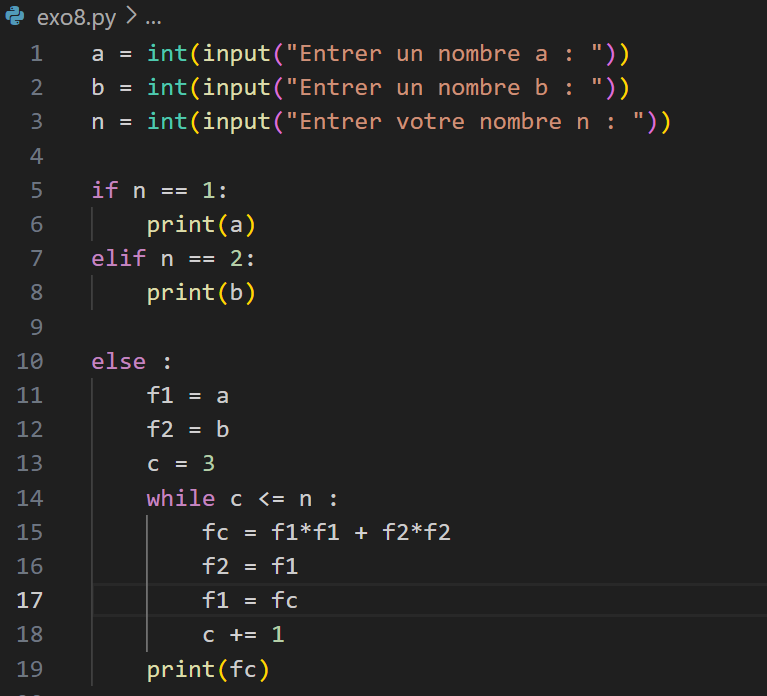 exo8.py > ...
1 a = int(input("Entrer un nombre a : "))
2 b = int(input("Entrer un nombre b : "))
3 n = int(input("Entrer votre nombre n : "))
4
5 if n == 1:
6     print(a)
7 elif n == 2:
8     print(b)
9
10 else :
11     f1 = a
12     f2 = b
13     c = 3
14     while c <= n :
15         fc = f1*f1 + f2*f2
16         f2 = f1
17         f1 = fc
18         c += 1
19     print(fc)